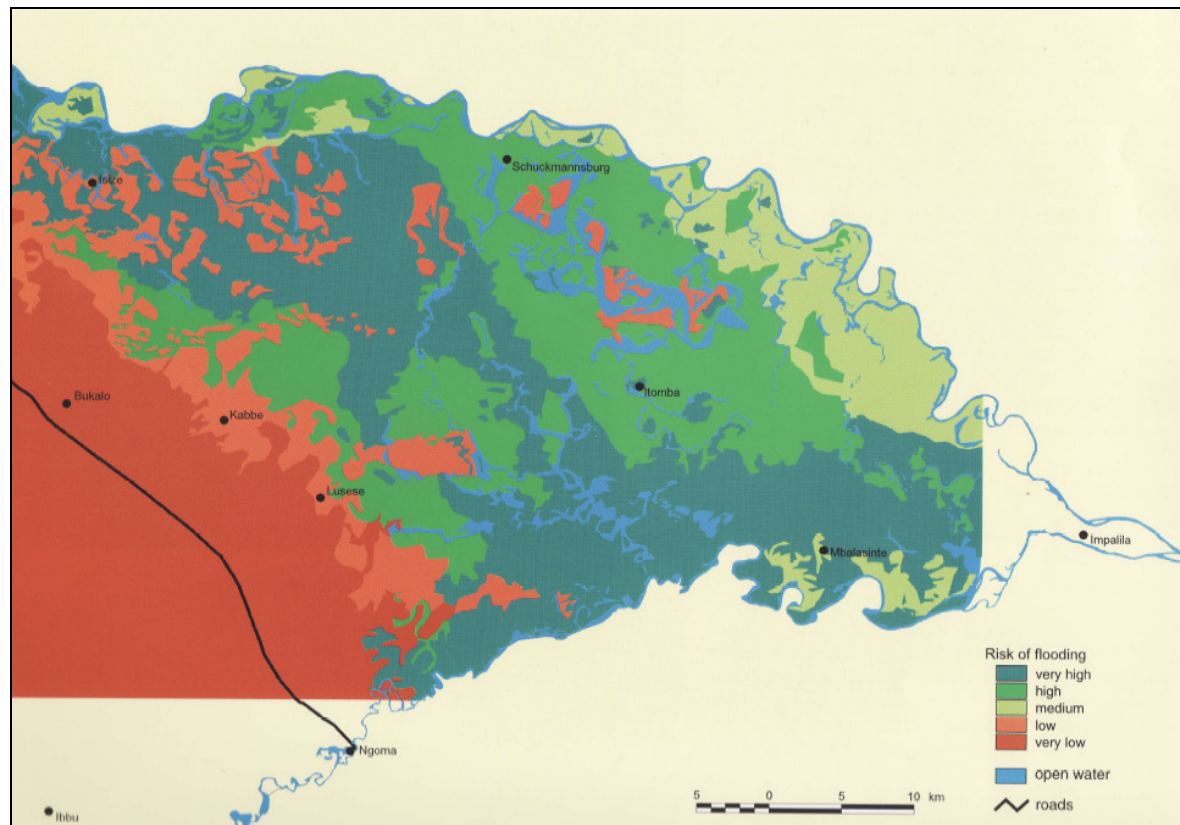 Schuckmannsburg
Isize
Itomba
Bukalo
Kabbe
Lusese
Impalila
Mbalasinte
Risk of flooding
very high
high
medium
low
very low
open water
roads
Ngoma
5 0 5 10 km
Ibbu